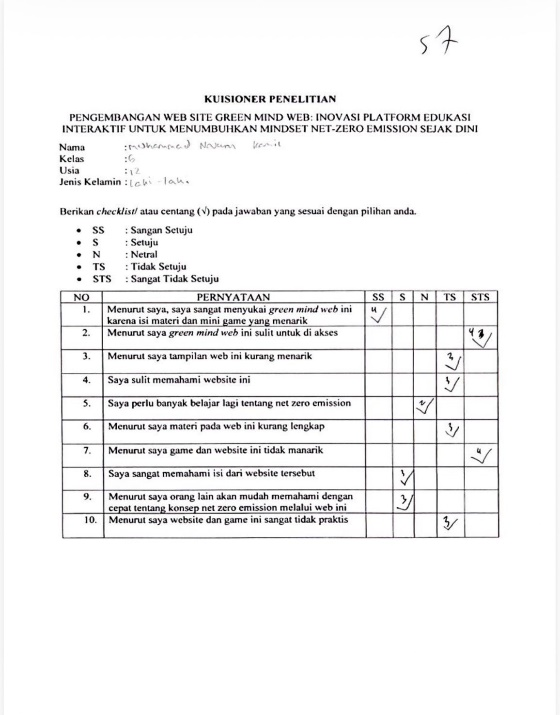 57
KUISIONER PENELITIAN
PENGEMBANGAN WEB SITE GREEN MIND WEB: INOVASI PLATFORM EDUKASI
INTERAKTIF UNTUK MENUMBUHKAN MINDSET NET-ZERO EMISSION SEJAK DINI
Nama :
Kelas : 6
Usia : 12
Jenis Kelamin : laki-laki
Berikan checklist/ atau centang (√) pada jawaban yang sesuai dengan pilihan anda.
• SS : Sangan Setuju
• S : Setuju
• N : Netral
• TS : Tidak Setuju
• STS : Sangat Tidak Setuju
NO PERNYATAAN SS S N TS STS
1. Menurut saya, saya sangat menyukai green mind web ini 4 √
karena isi materi dan mini game yang menarik
2. Menurut saya green mind web ini sulit untuk di akses 4 √
3. Menurut saya tampilan web ini kurang menarik √
4. Saya sulit memahami website ini √
5. Saya perlu banyak belajar lagi tentang net zero emission √
6. Menurut saya materi pada web ini kurang lengkap 3 √
7. Menurut saya game dan website ini tidak manarik 4 √
8. Saya sangat memahami isi dari website tersebut √
9. Menurut saya orang lain akan mudah memahami dengan 3 √
cepat tentang konsep net zero emission melalui web ini
10. Menurut saya website dan game ini sangat tidak praktis 3 √